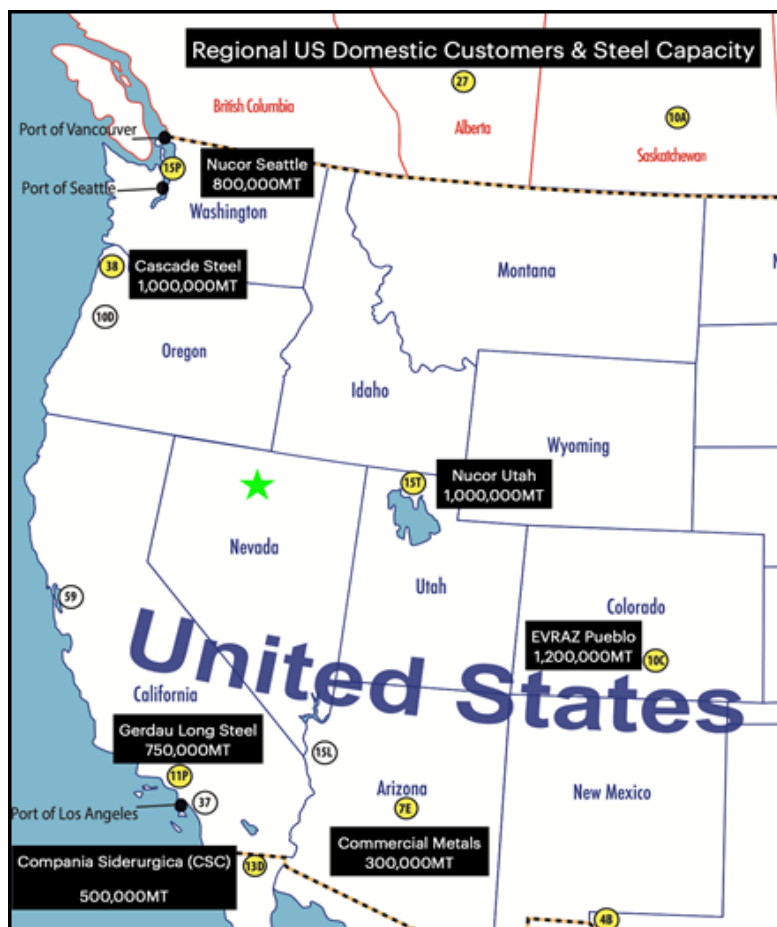 Regional US Domestic Customers & Steel Capacity
27
British Columbia
10A
Port of Vancouver
Alberta
Saskatchewan
15P
Nucor Seattle
800,000MT
Port of Seattle
Washington
38
Cascade Steel
1,000,000MT
Montana
10D
Oregon
Idaho
Wyoming
15T
Nucor Utah
1,000,000MT
Nevada
Utah
59
Colorado
EVRAZ Pueblo
1,200,000MT
10C
United States
California
Gerdau Long Steel
750,000MT
15L
11P
Arizona
New Mexico
37
Port of Los Angeles
7E
Commercial Metals
300,000MT
Compania Siderurgica (CSC)
500,000MT
13D
4B